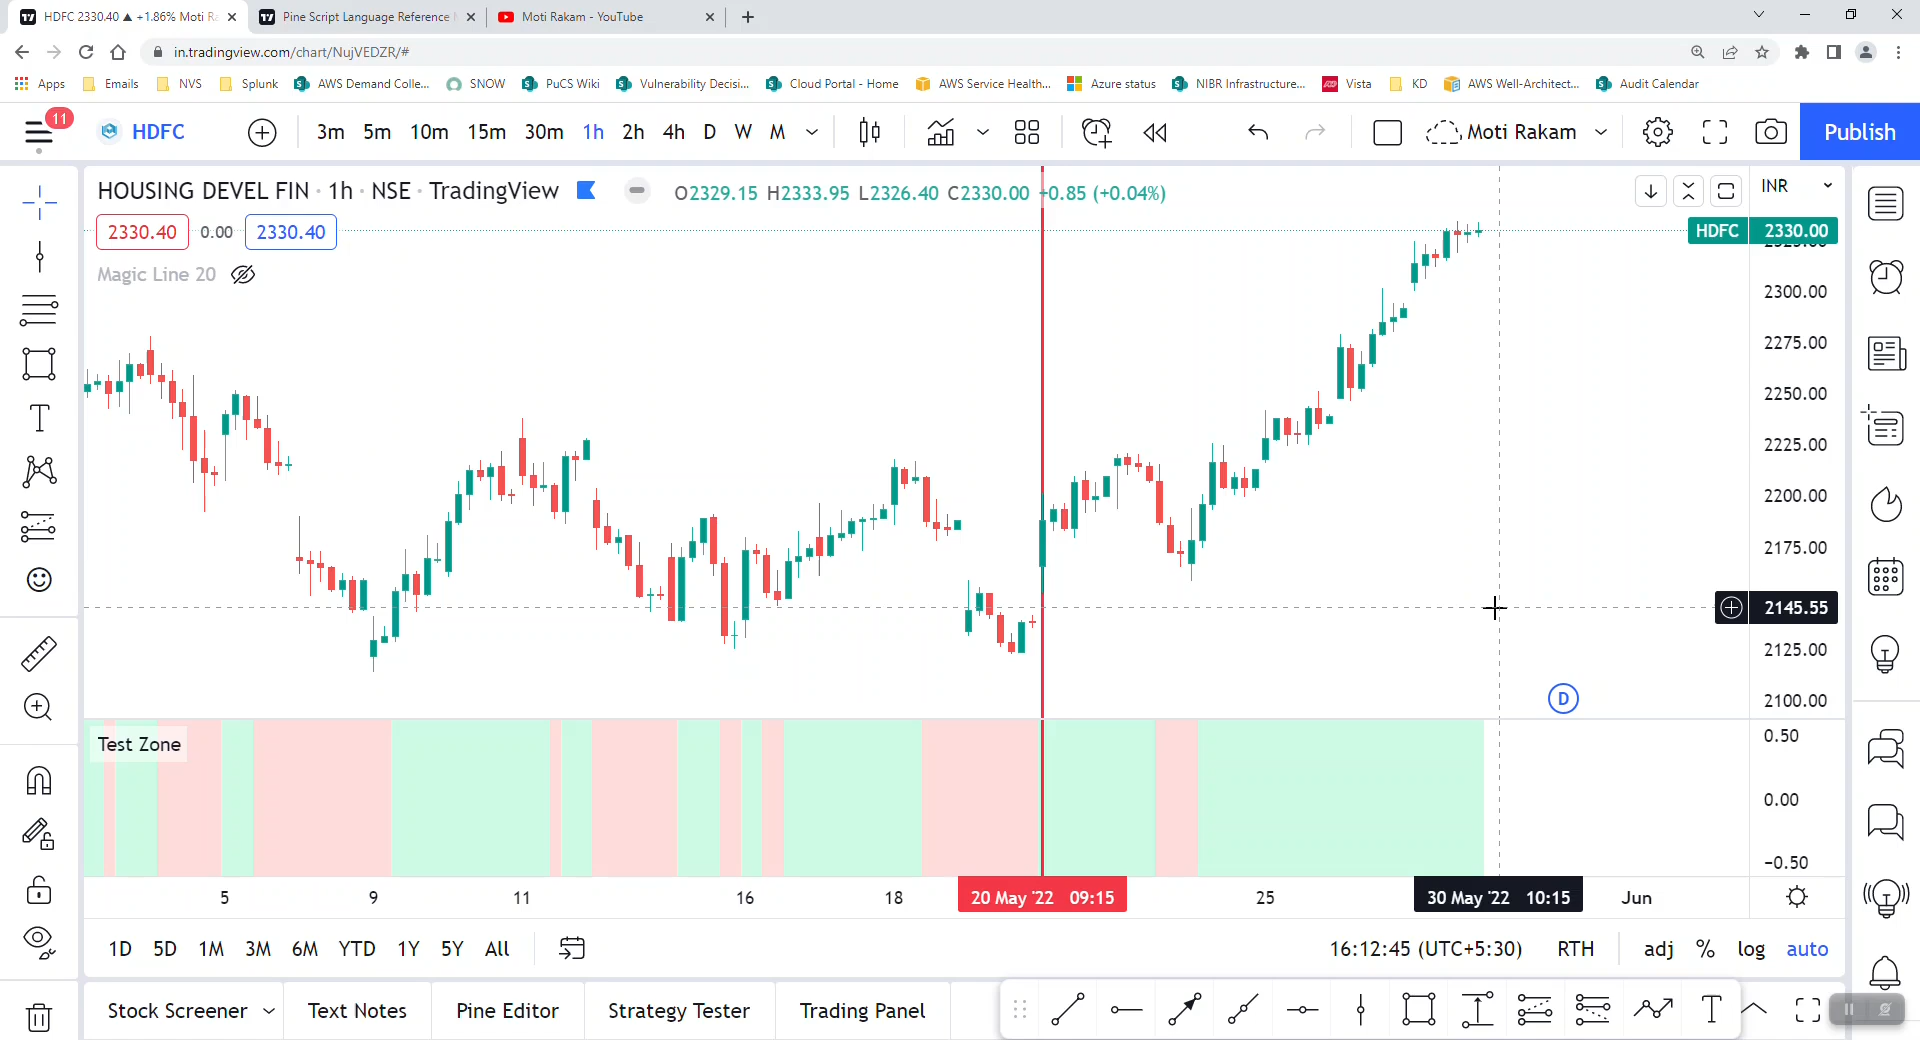 HDFC 2330.40 ▲ +1.86% Moti Ra
Pine Script Language Reference
Moti Rakam - YouTube
in.tradingview.com/chart/NujVEDZR/#
Apps Emails NVS Splunk AWS Demand Colle... SNOW PuCS Wiki Vulnerability Decisi... Cloud Portal - Home AWS Service Health... Azure status NIBR Infrastructure... Vista KD AWS Well-Architect... Audit Calendar
11
HDFC 3m 5m 10m 15m 30m 1h 2h 4h D W M Moti Rakam Publish
HOUSING DEVEL FIN · 1h · NSE · TradingView O2329.15 H2333.95 L2326.40 C2330.00 +0.85 (+0.04%) INR
2330.40 0.00 2330.40
HDFC 2330.00
Magic Line 20
2300.00
2275.00
2250.00
2225.00
2200.00
2175.00
2145.55
2125.00
2100.00
D
Test Zone
0.50
0.00
−0.50
5 9 11 16 18 20 May '22 09:15 25 30 May '22 10:15 Jun
1D 5D 1M 3M 6M YTD 1Y 5Y All 16:12:45 (UTC+5:30) RTH adj % log auto
Stock Screener Text Notes Pine Editor Strategy Tester Trading Panel